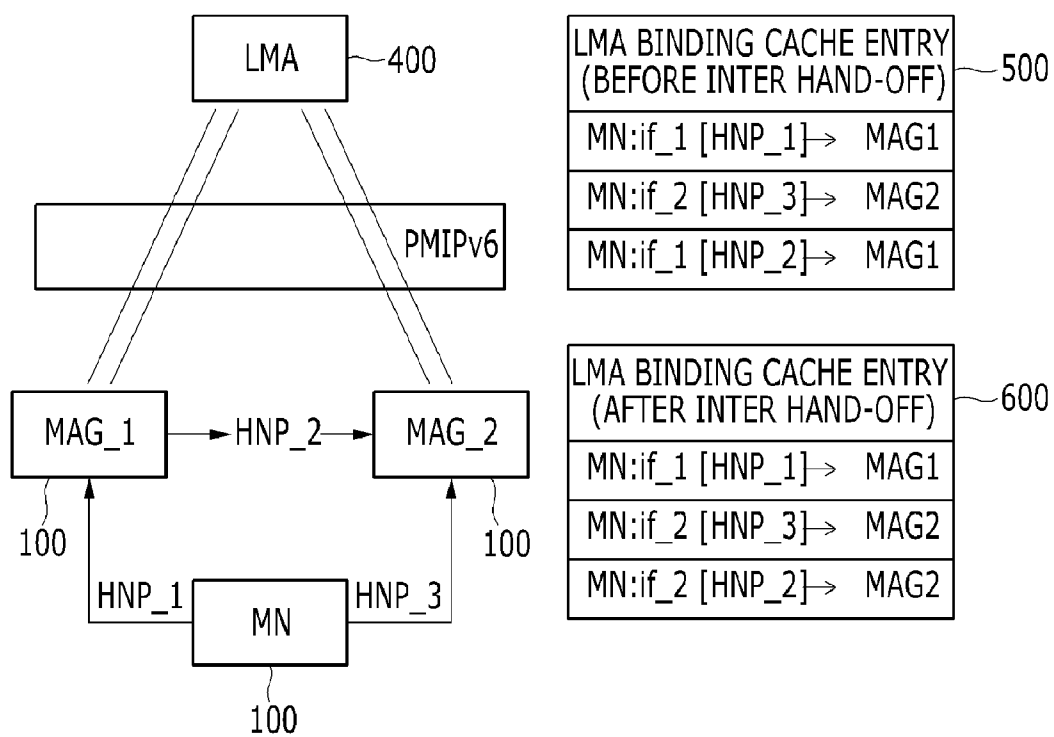 LMA
400
PMIPv6
MAG_1
HNP_2
MAG_2
100
100
HNP_1
HNP_3
MN
100
LMA BINDING CACHE ENTRY
(BEFORE INTER HAND-OFF)
500
MN:if_1 [HNP_1]→ MAG1
MN:if_2 [HNP_3]→ MAG2
MN:if_1 [HNP_2]→ MAG1
LMA BINDING CACHE ENTRY
(AFTER INTER HAND-OFF)
600
MN:if_1 [HNP_1]→ MAG1
MN:if_2 [HNP_3]→ MAG2
MN:if_2 [HNP_2]→ MAG2